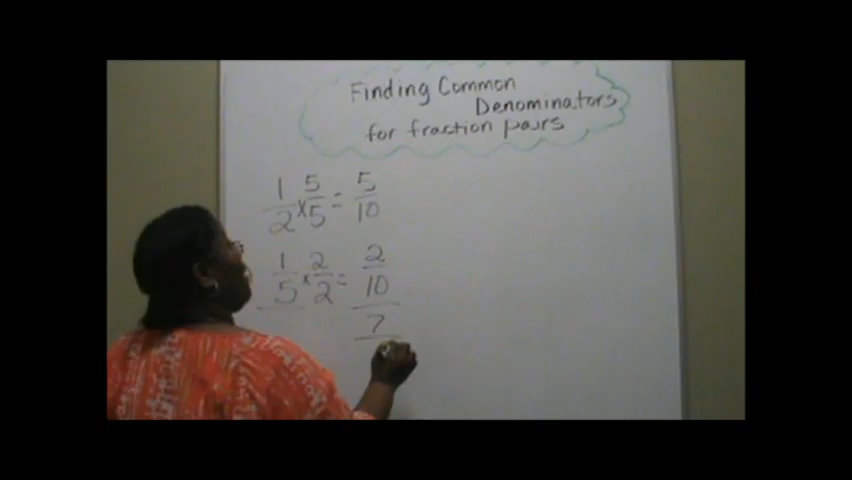 Finding Common
Denominators
for fraction pairs
1/2 x 5/5 = 5/10
1/5 x 2/2 = 2/10
7